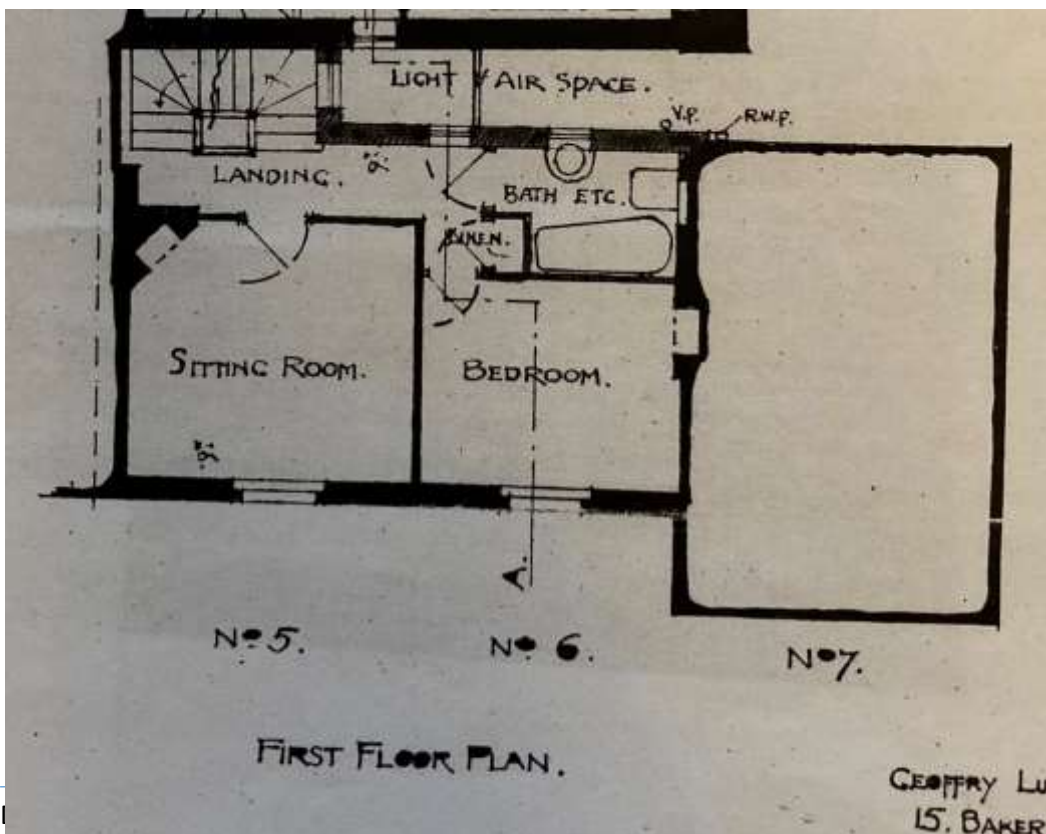 LIGHT & AIR SPACE.
V.P.
R.W.P.
LANDING.
BATH ETC.
LINEN.
SITTING ROOM.
BEDROOM.
A.
Nº 5.
Nº 6.
Nº 7.
FIRST FLOOR PLAN.
GEOFFRY
15. BAKER